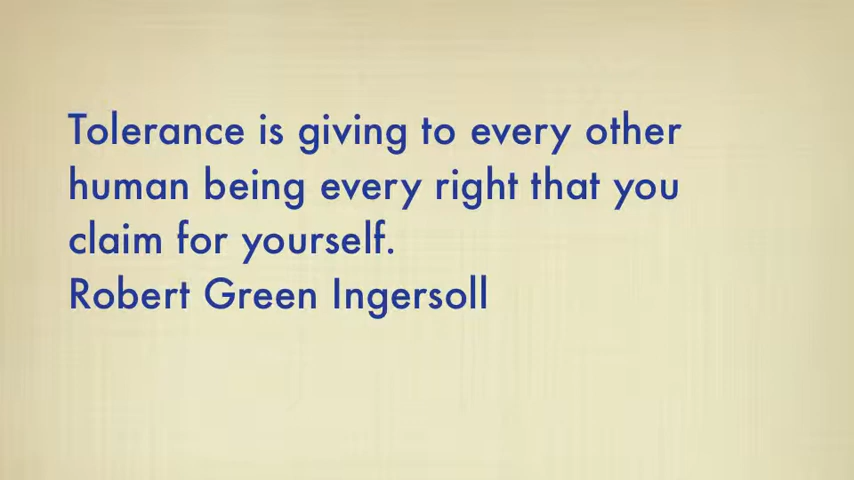 Tolerance is giving to every other
human being every right that you
claim for yourself.
Robert Green Ingersoll